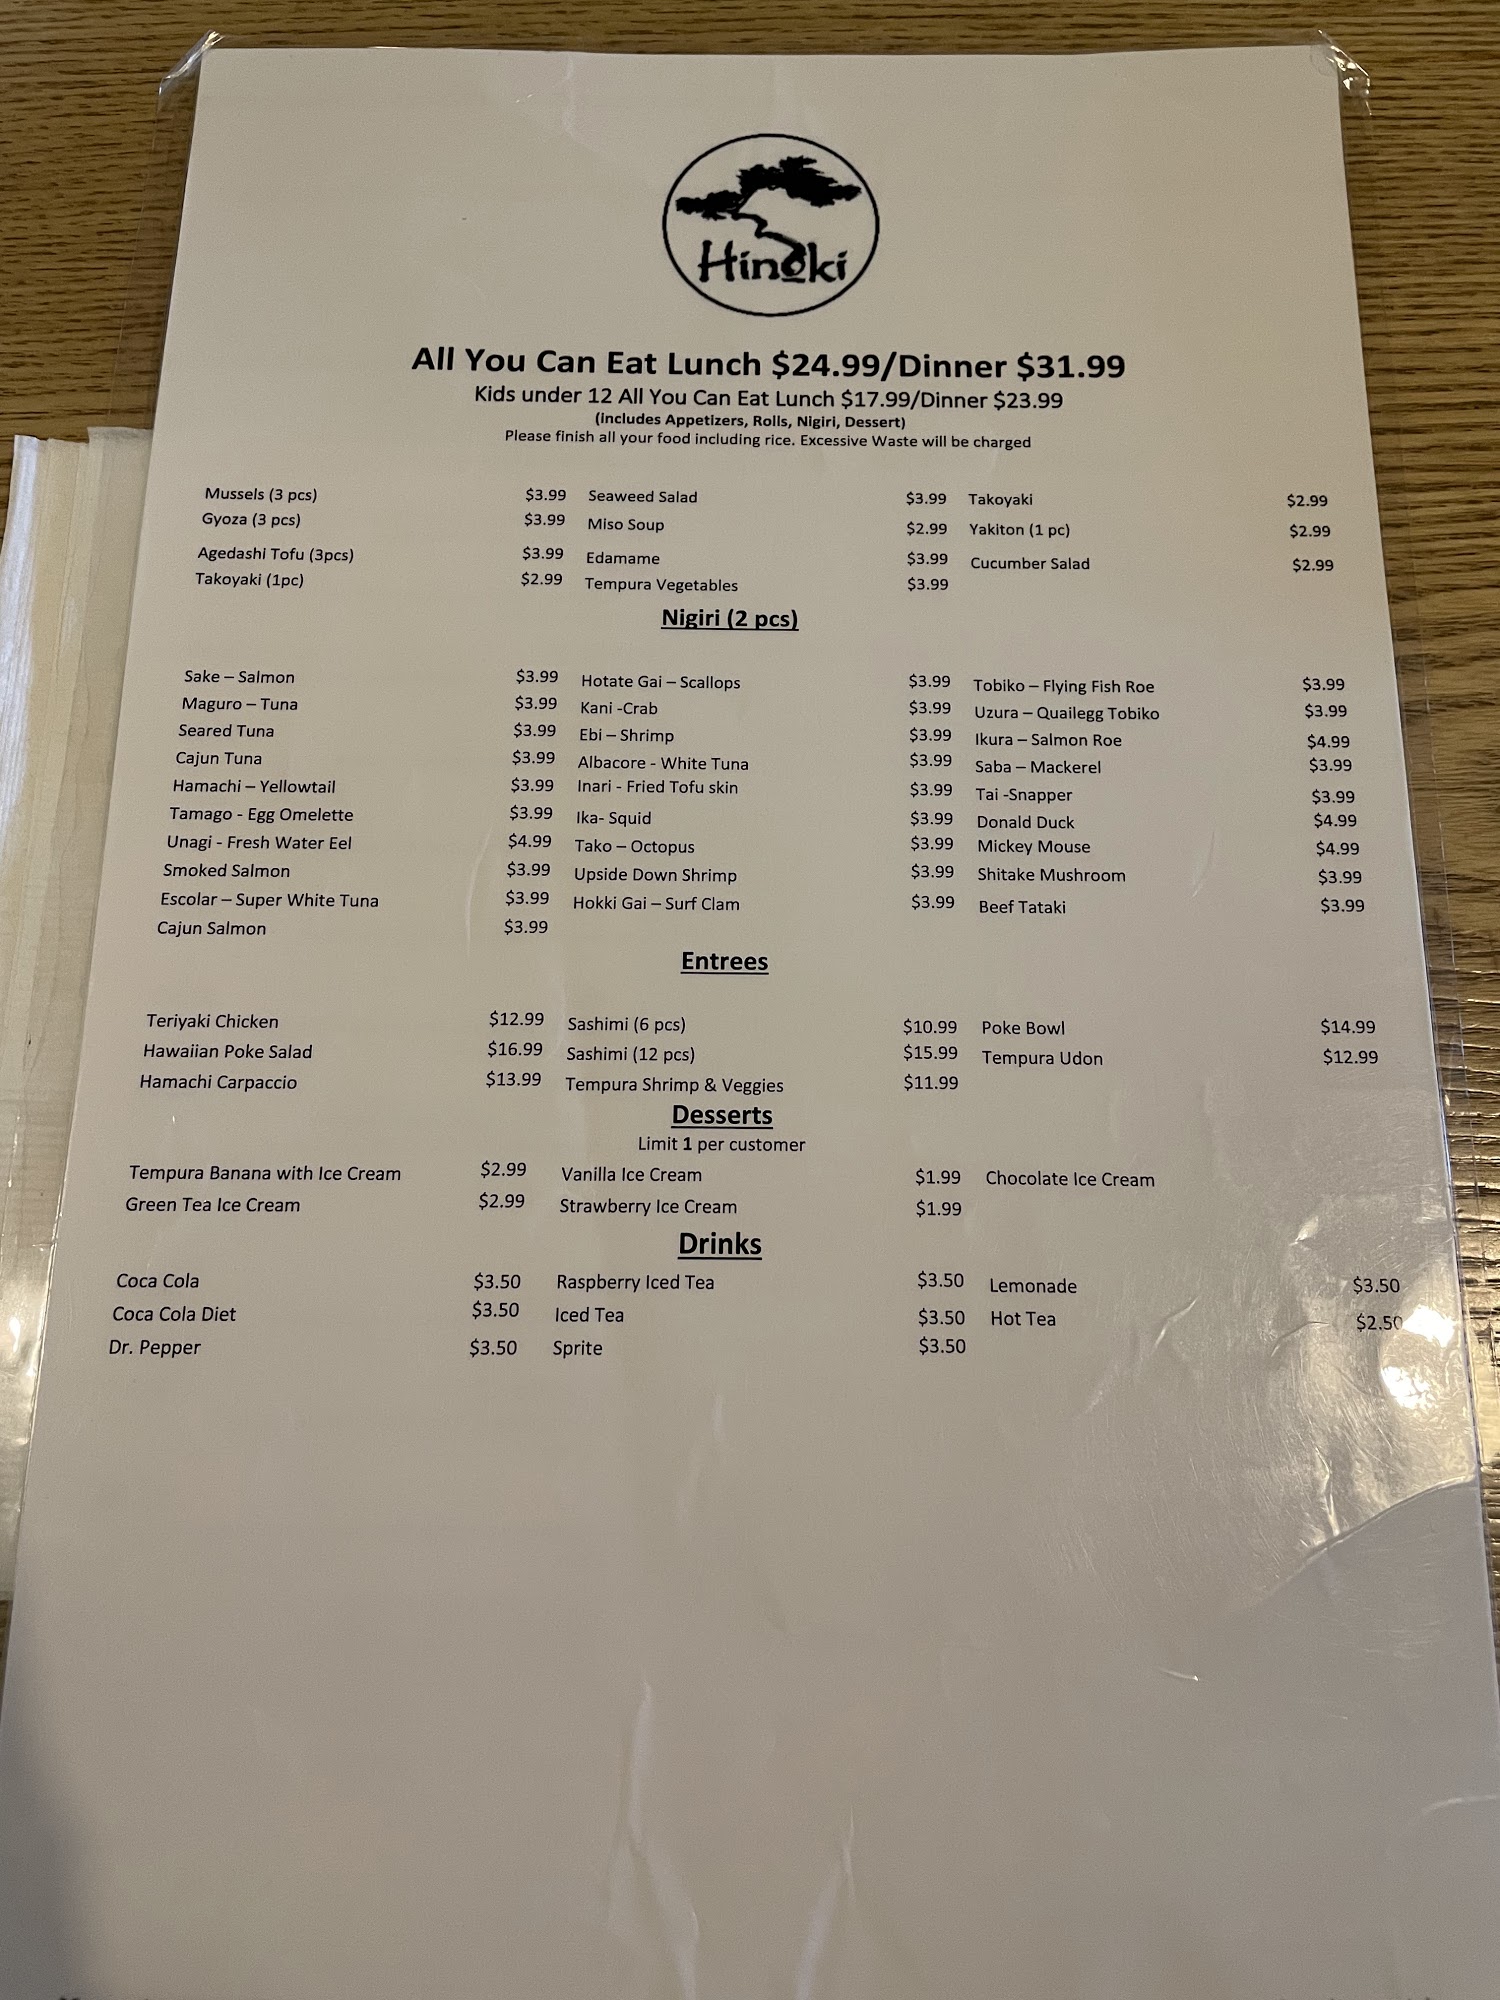 Hinoki
All You Can Eat Lunch $24.99/Dinner $31.99
Kids under 12 All You Can Eat Lunch $17.99/Dinner $23.99
(includes Appetizers, Rolls, Nigiri, Dessert)
Please finish all your food including rice. Excessive Waste will be charged
Mussels (3 pcs) $3.99 Seaweed Salad $3.99 Takoyaki $2.99
Gyoza (3 pcs) $3.99 Miso Soup $2.99 Yakiton (1 pc) $2.99
Agedashi Tofu (3pcs) $3.99 Edamame $3.99 Cucumber Salad $2.99
Takoyaki (1pc) $2.99 Tempura Vegetables $3.99
Nigiri (2 pcs)
Sake – Salmon $3.99 Hotate Gai – Scallops $3.99 Tobiko – Flying Fish Roe $3.99
Maguro – Tuna $3.99 Kani -Crab $3.99 Uzura – Quailegg Tobiko $3.99
Seared Tuna $3.99 Ebi – Shrimp $3.99 Ikura – Salmon Roe $4.99
Cajun Tuna $3.99 Albacore - White Tuna $3.99 Saba – Mackerel $3.99
Hamachi – Yellowtail $3.99 Inari - Fried Tofu skin $3.99 Tai -Snapper $3.99
Tamago - Egg Omelette $3.99 Ika- Squid $3.99 Donald Duck $4.99
Unagi - Fresh Water Eel $4.99 Tako – Octopus $3.99 Mickey Mouse $4.99
Smoked Salmon $3.99 Upside Down Shrimp $3.99 Shitake Mushroom $3.99
Escolar – Super White Tuna $3.99 Hokki Gai – Surf Clam $3.99 Beef Tataki $3.99
Cajun Salmon $3.99
Entrees
Teriyaki Chicken $12.99 Sashimi (6 pcs) $10.99 Poke Bowl $14.99
Hawaiian Poke Salad $16.99 Sashimi (12 pcs) $15.99 Tempura Udon $12.99
Hamachi Carpaccio $13.99 Tempura Shrimp & Veggies $11.99
Desserts
Limit 1 per customer
Tempura Banana with Ice Cream $2.99 Vanilla Ice Cream $1.99 Chocolate Ice Cream
Green Tea Ice Cream $2.99 Strawberry Ice Cream $1.99
Drinks
Coca Cola $3.50 Raspberry Iced Tea $3.50 Lemonade $3.50
Coca Cola Diet $3.50 Iced Tea $3.50 Hot Tea $2.50
Dr. Pepper $3.50 Sprite $3.50